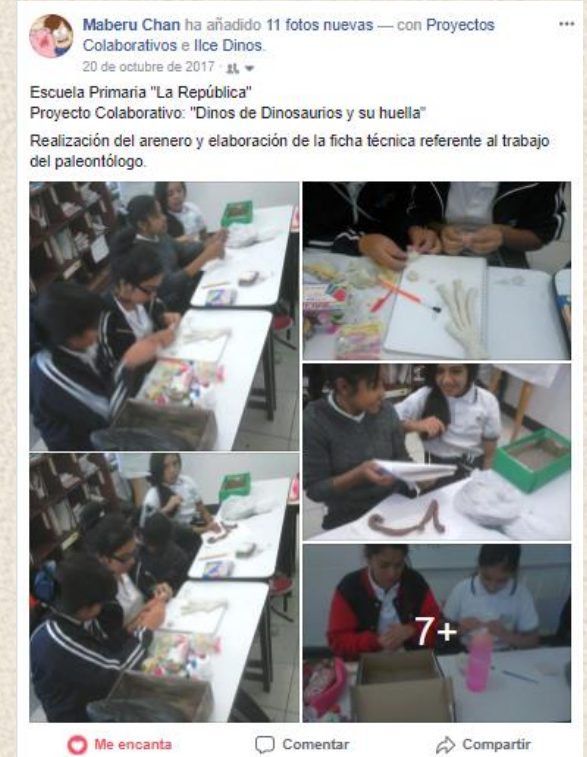 Maberu Chan ha añadido 11 fotos nuevas — con Proyectos
Colaborativos e Ilce Dinos.
20 de octubre de 2017 ·
Escuela Primaria "La República"
Proyecto Colaborativo: "Dinos de Dinosaurios y su huella"
Realización del arenero y elaboración de la ficha técnica referente al trabajo
del paleontólogo.
7+
Me encanta
Comentar
Compartir